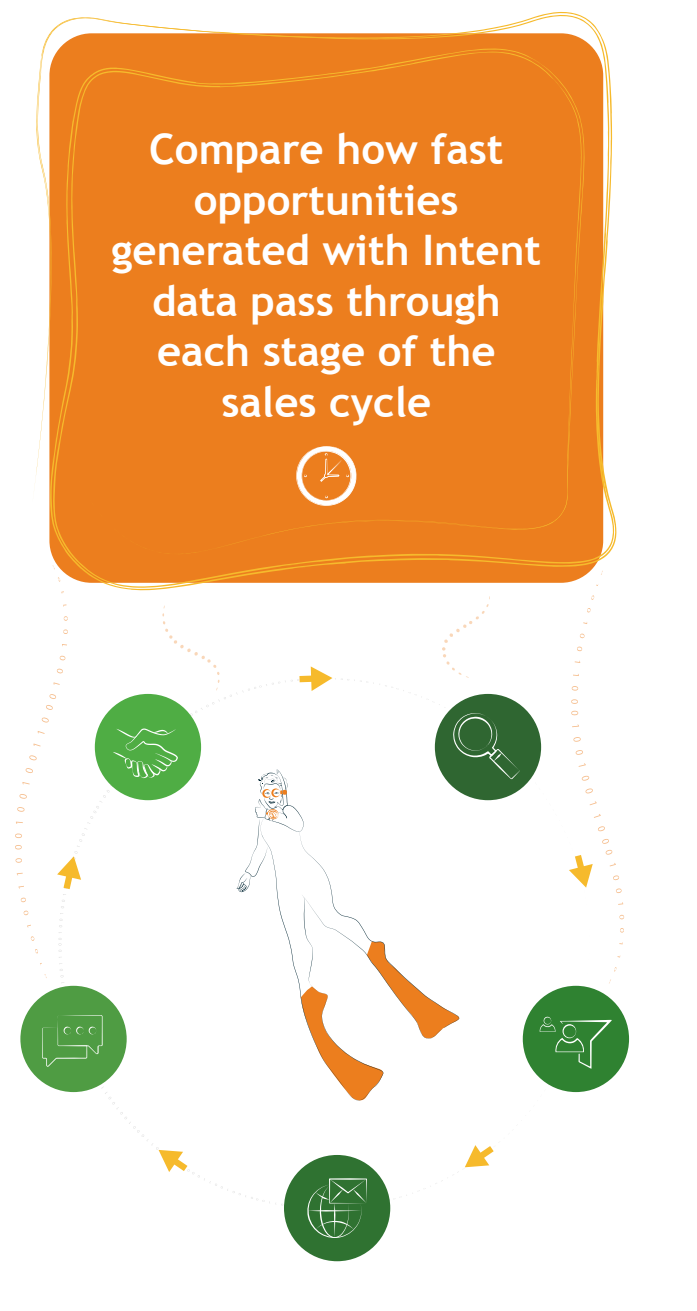 Compare how fast
opportunities
generated with Intent
data pass through
each stage of the
sales cycle